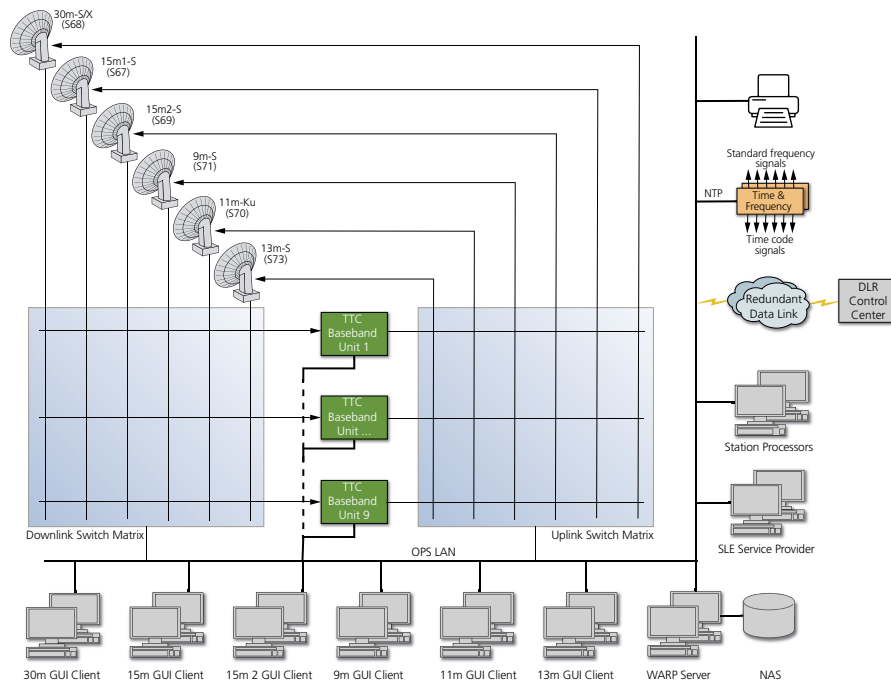 30m-S/X
(S68)
15m1-S
(S67)
15m2-S
(S69)
9m-S
(S71)
11m-Ku
(S70)
13m-S
(S73)
Standard frequency
signals
NTP
Time &
Frequency
Time code
signals
Redundant
Data Link
DLR
Control
Center
TTC
Baseband
Unit 1
TTC
Baseband
Unit ...
TTC
Baseband
Unit 9
Station Processors
SLE Service Provider
Downlink Switch Matrix
Uplink Switch Matrix
OPS LAN
30m GUI Client
15m GUI Client
15m 2 GUI Client
9m GUI Client
11m GUI Client
13m GUI Client
WARP Server
NAS